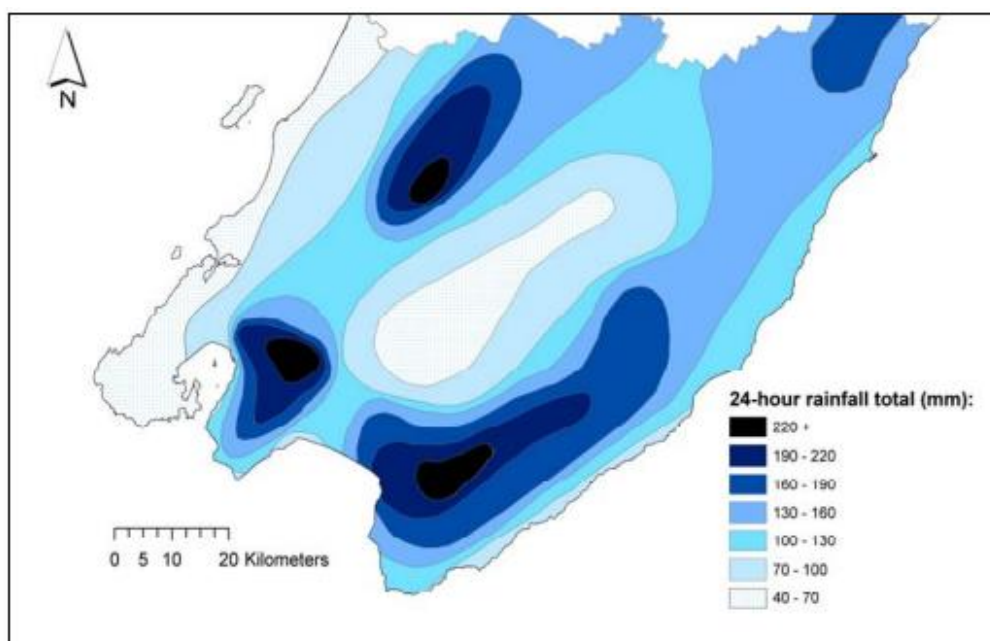 N
24-hour rainfall total (mm):
220 +
190 - 220
160 - 190
130 - 160
100 - 130
70 - 100
40 - 70
0 5 10 20 Kilometers